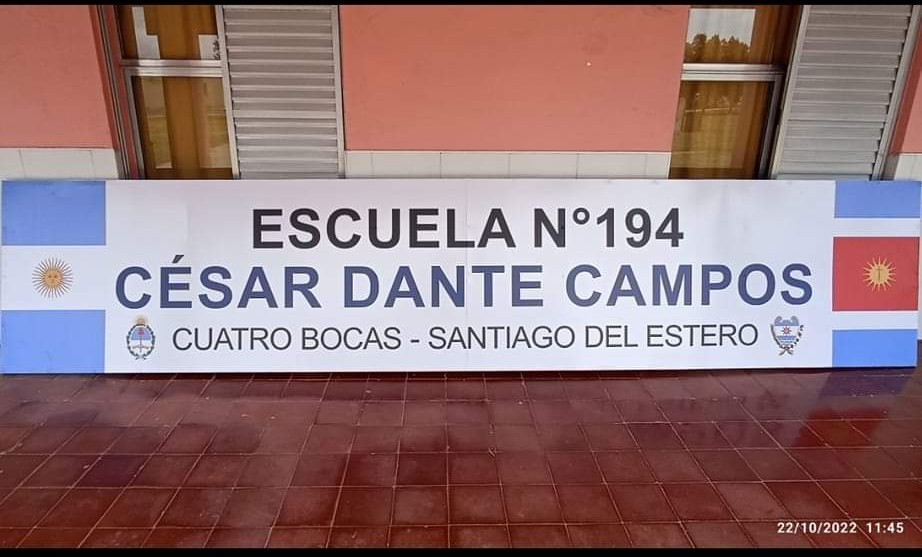 ESCUELA N°194
CÉSAR DANTE CAMPOS
CUATRO BOCAS - SANTIAGO DEL ESTERO
22/10/2022 11:45